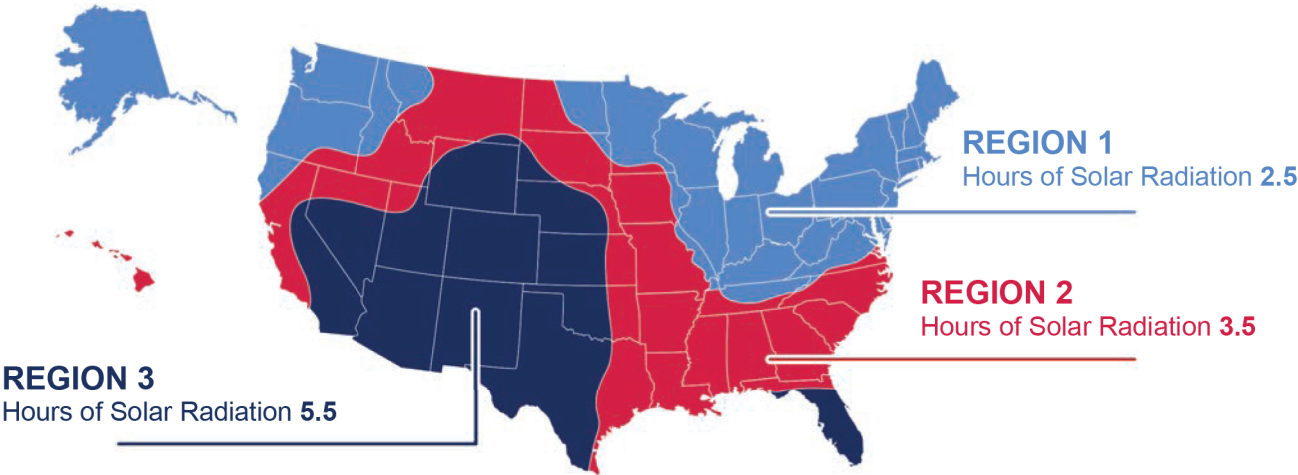 REGION 1
Hours of Solar Radiation 2.5
REGION 2
Hours of Solar Radiation 3.5
REGION 3
Hours of Solar Radiation 5.5